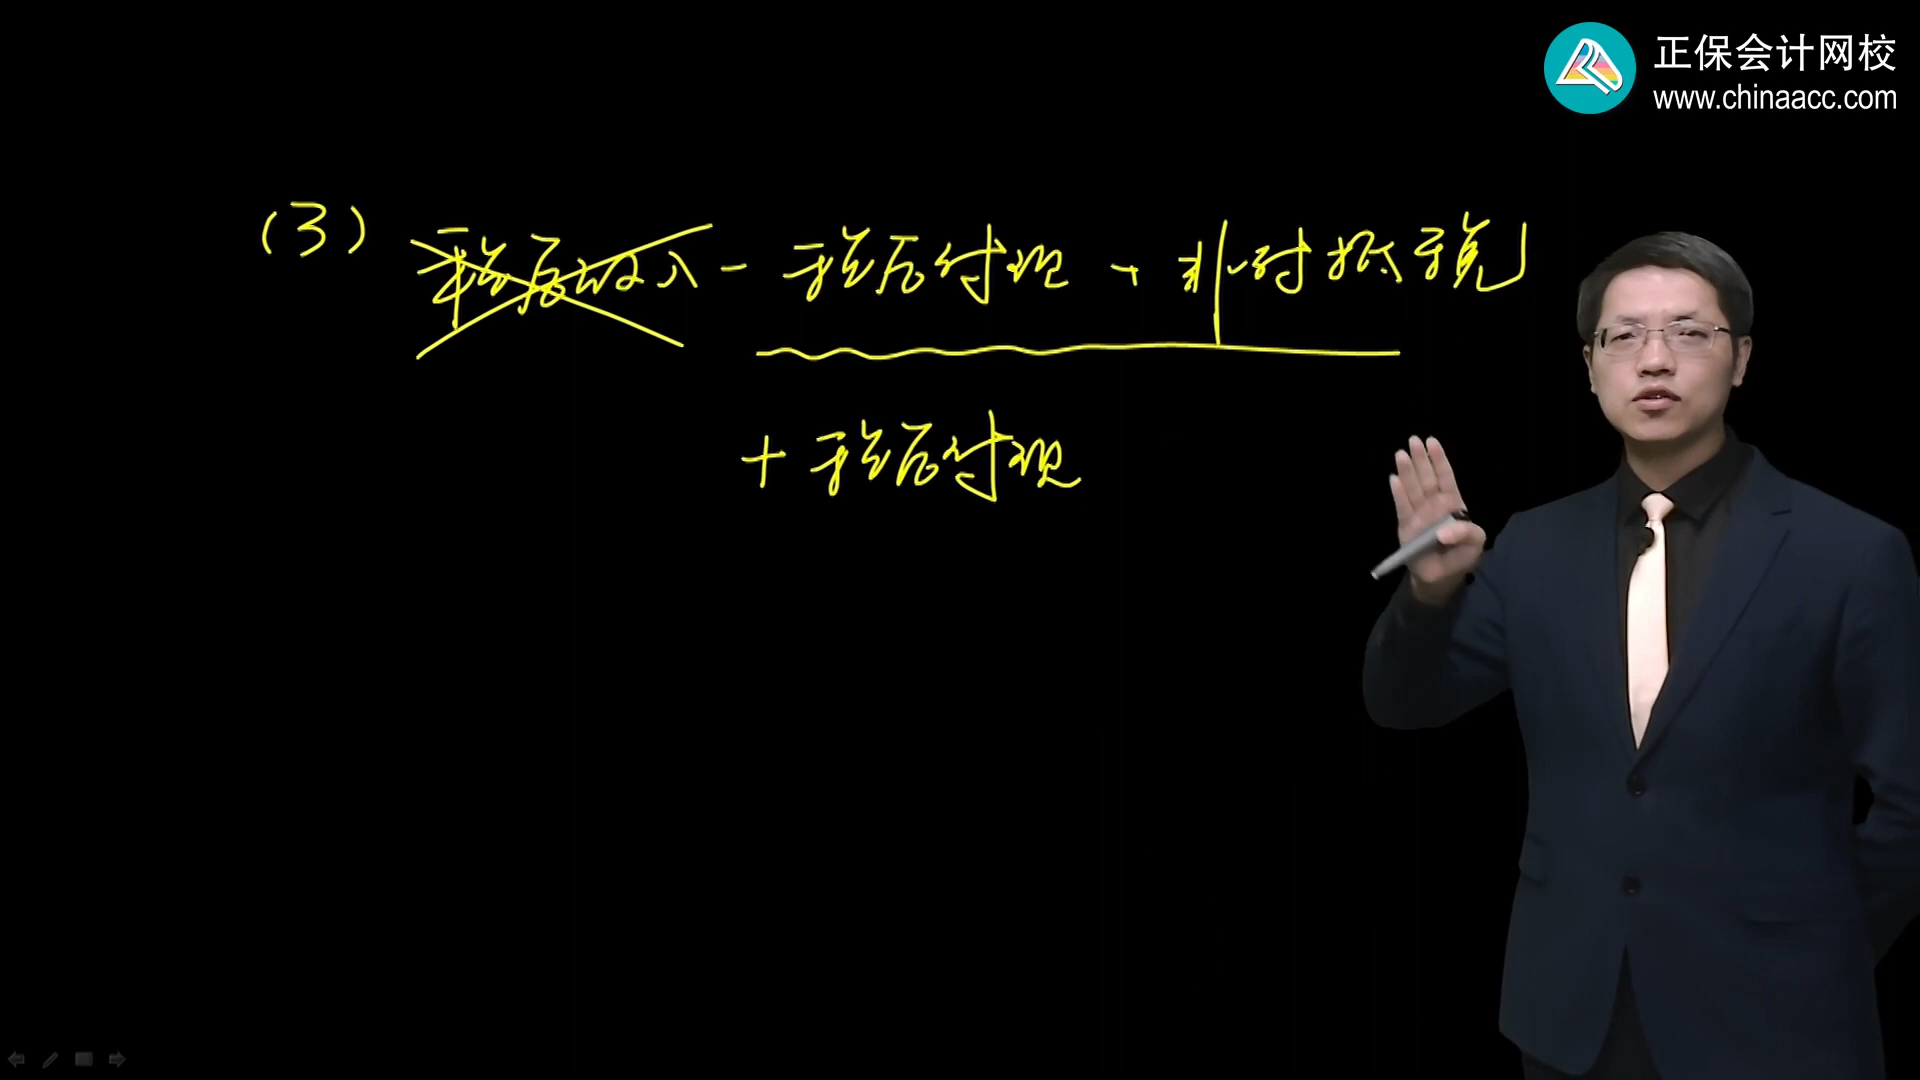 正保会计网校
www.chinaacc.com
(3) 税后收入 - 税后付现 + 非付抵税
+ 税后付现